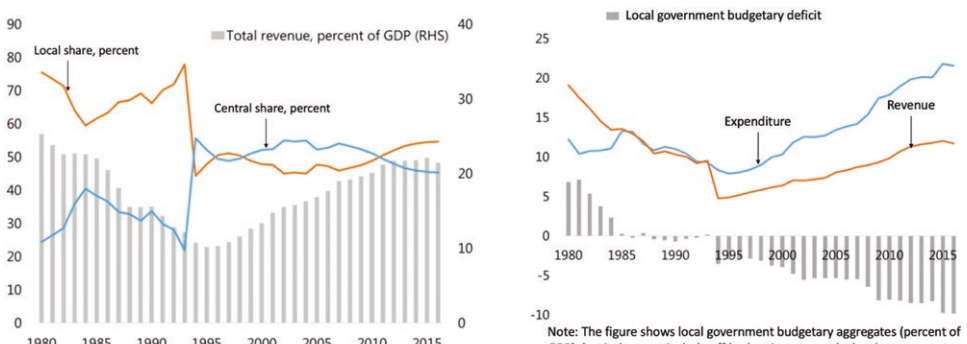 90
80
70
60
50
40
30
20
10
0
40
30
20
10
0
Total revenue, percent of GDP (RHS)
Local share, percent
Central share, percent
1980 1985 1990 1995 2000 2005 2010 2015
Local government budgetary deficit
25
20
15
10
5
0
-5
-10
Expenditure
Revenue
1980 1985 1990 1995 2000 2005 2010 2015
Note: The figure shows local government budgetary aggregates (percent of